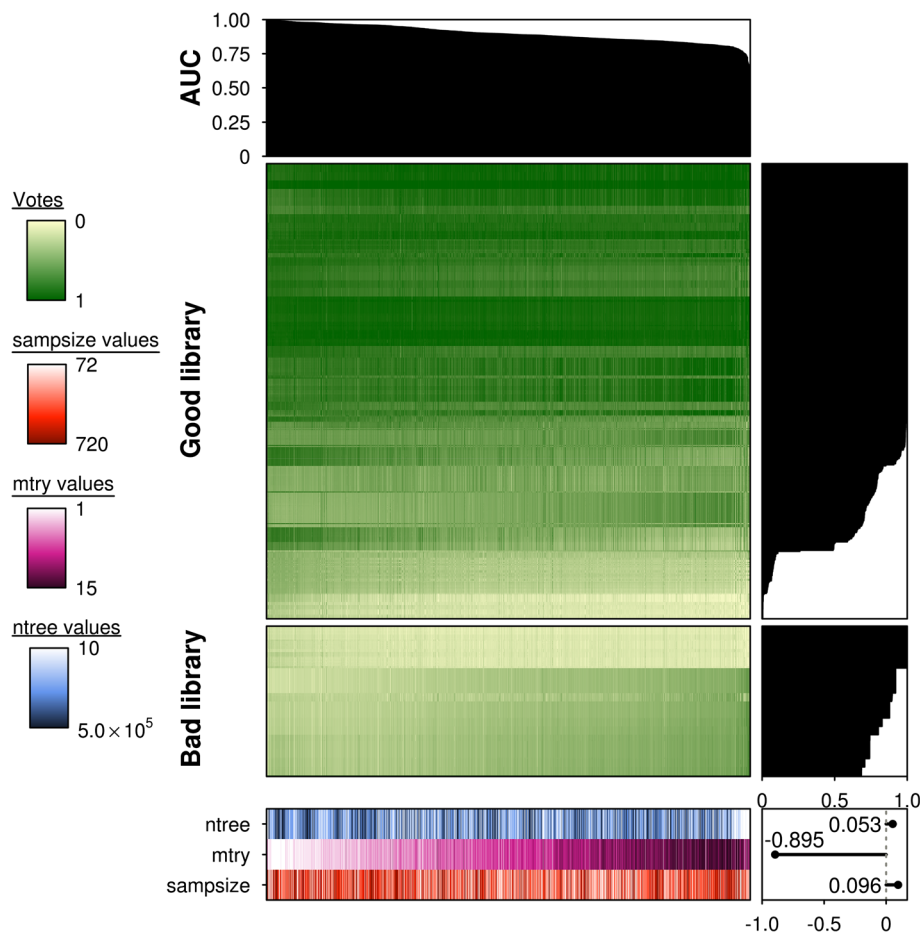 AUC
1.00
0.75
0.50
0.25
0
Votes
0
1
sampsize values
72
720
mtry values
1
15
ntree values
10
5.0×10⁵
Good library
Bad library
0 0.5 1.0
ntree
mtry
sampsize
0.053
-0.895
0.096
-1.0 -0.5 0